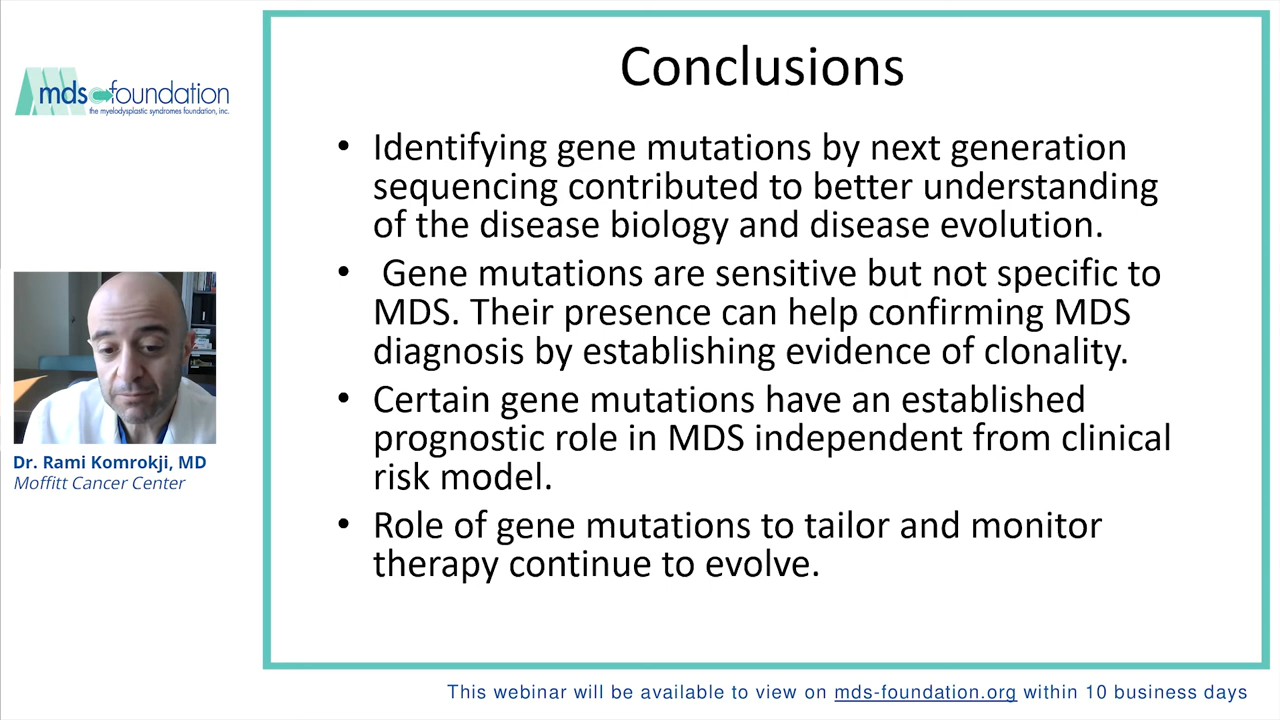 mds foundation
the myelodysplastic syndromes foundation, inc.
Dr. Rami Komrokji, MD
Moffitt Cancer Center
Conclusions
• Identifying gene mutations by next generation
sequencing contributed to better understanding
of the disease biology and disease evolution.
• Gene mutations are sensitive but not specific to
MDS. Their presence can help confirming MDS
diagnosis by establishing evidence of clonality.
• Certain gene mutations have an established
prognostic role in MDS independent from clinical
risk model.
• Role of gene mutations to tailor and monitor
therapy continue to evolve.
This webinar will be available to view on mds-foundation.org within 10 business days